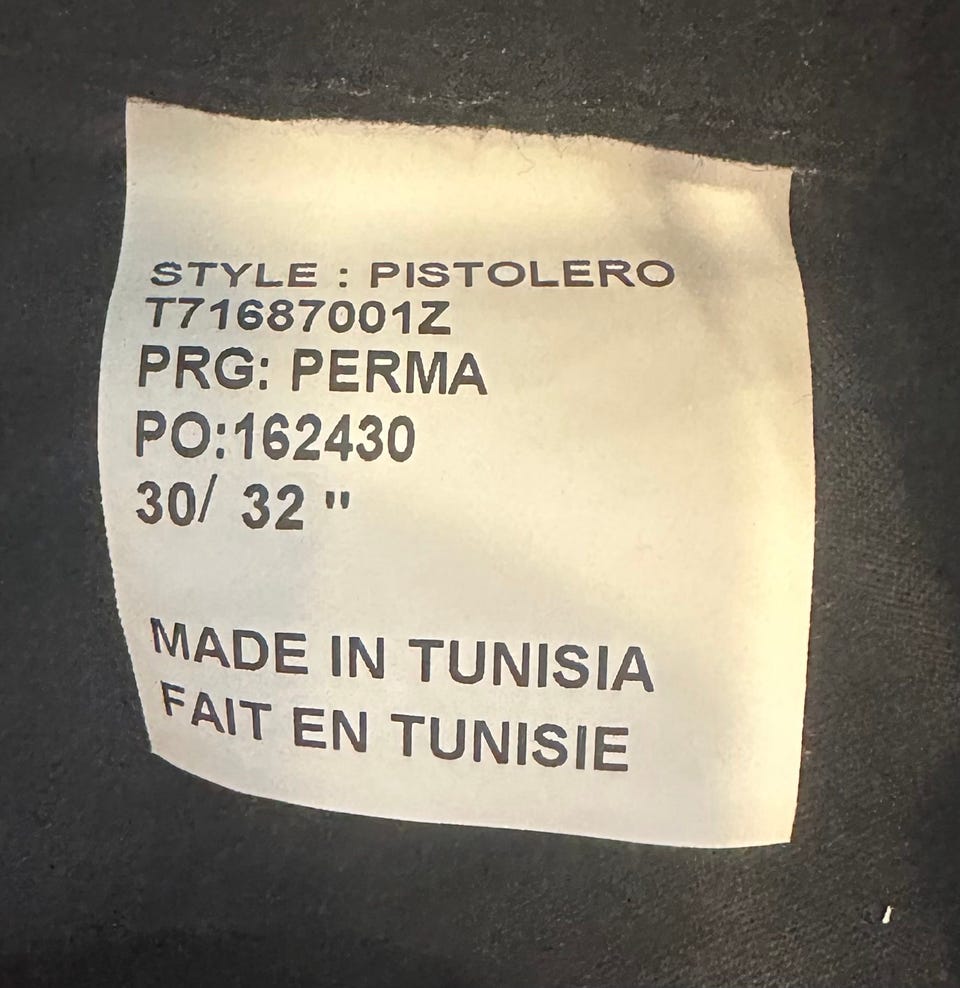 STYLE : PISTOLERO
T71687001Z
PRG: PERMA
PO:162430
30/ 32 "
MADE IN TUNISIA
FAIT EN TUNISIE